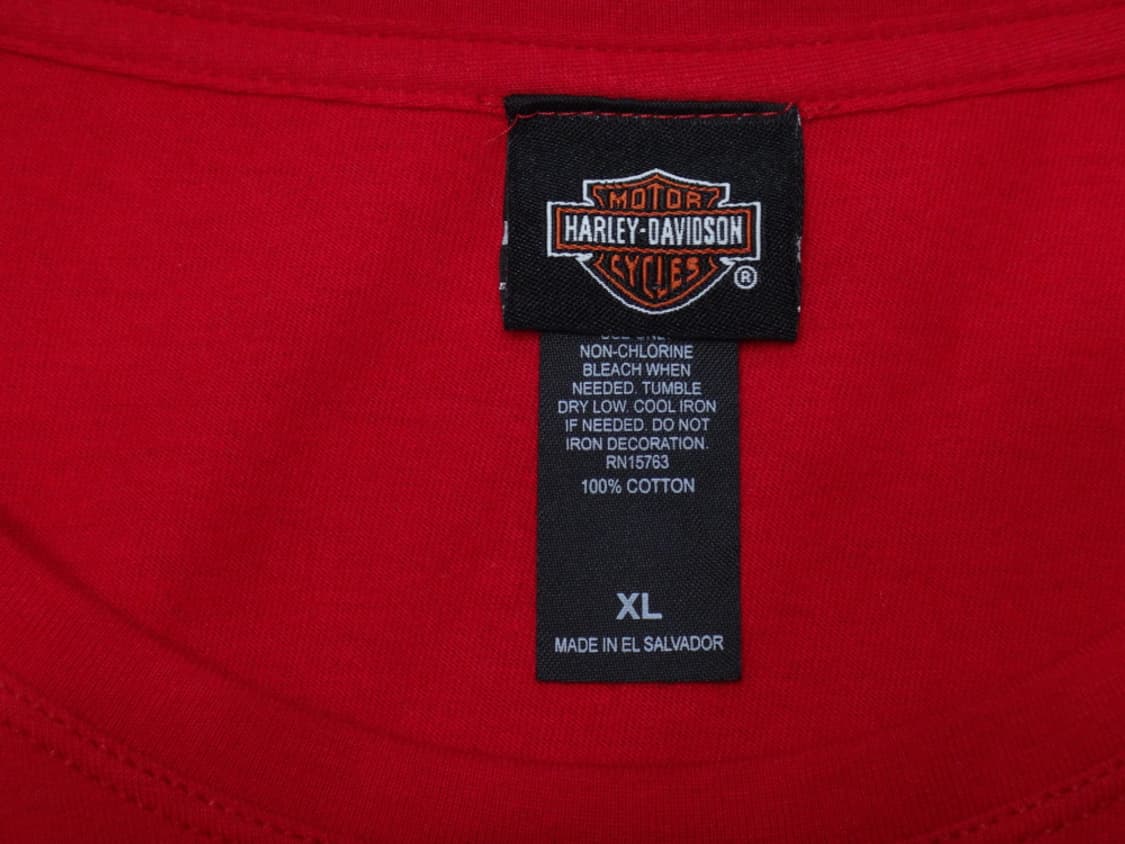 MOTOR
HARLEY-DAVIDSON
CYCLES
®
NON-CHLORINE
BLEACH WHEN
NEEDED. TUMBLE
DRY LOW. COOL IRON
IF NEEDED. DO NOT
IRON DECORATION.
RN15763
100% COTTON
XL
MADE IN EL SALVADOR